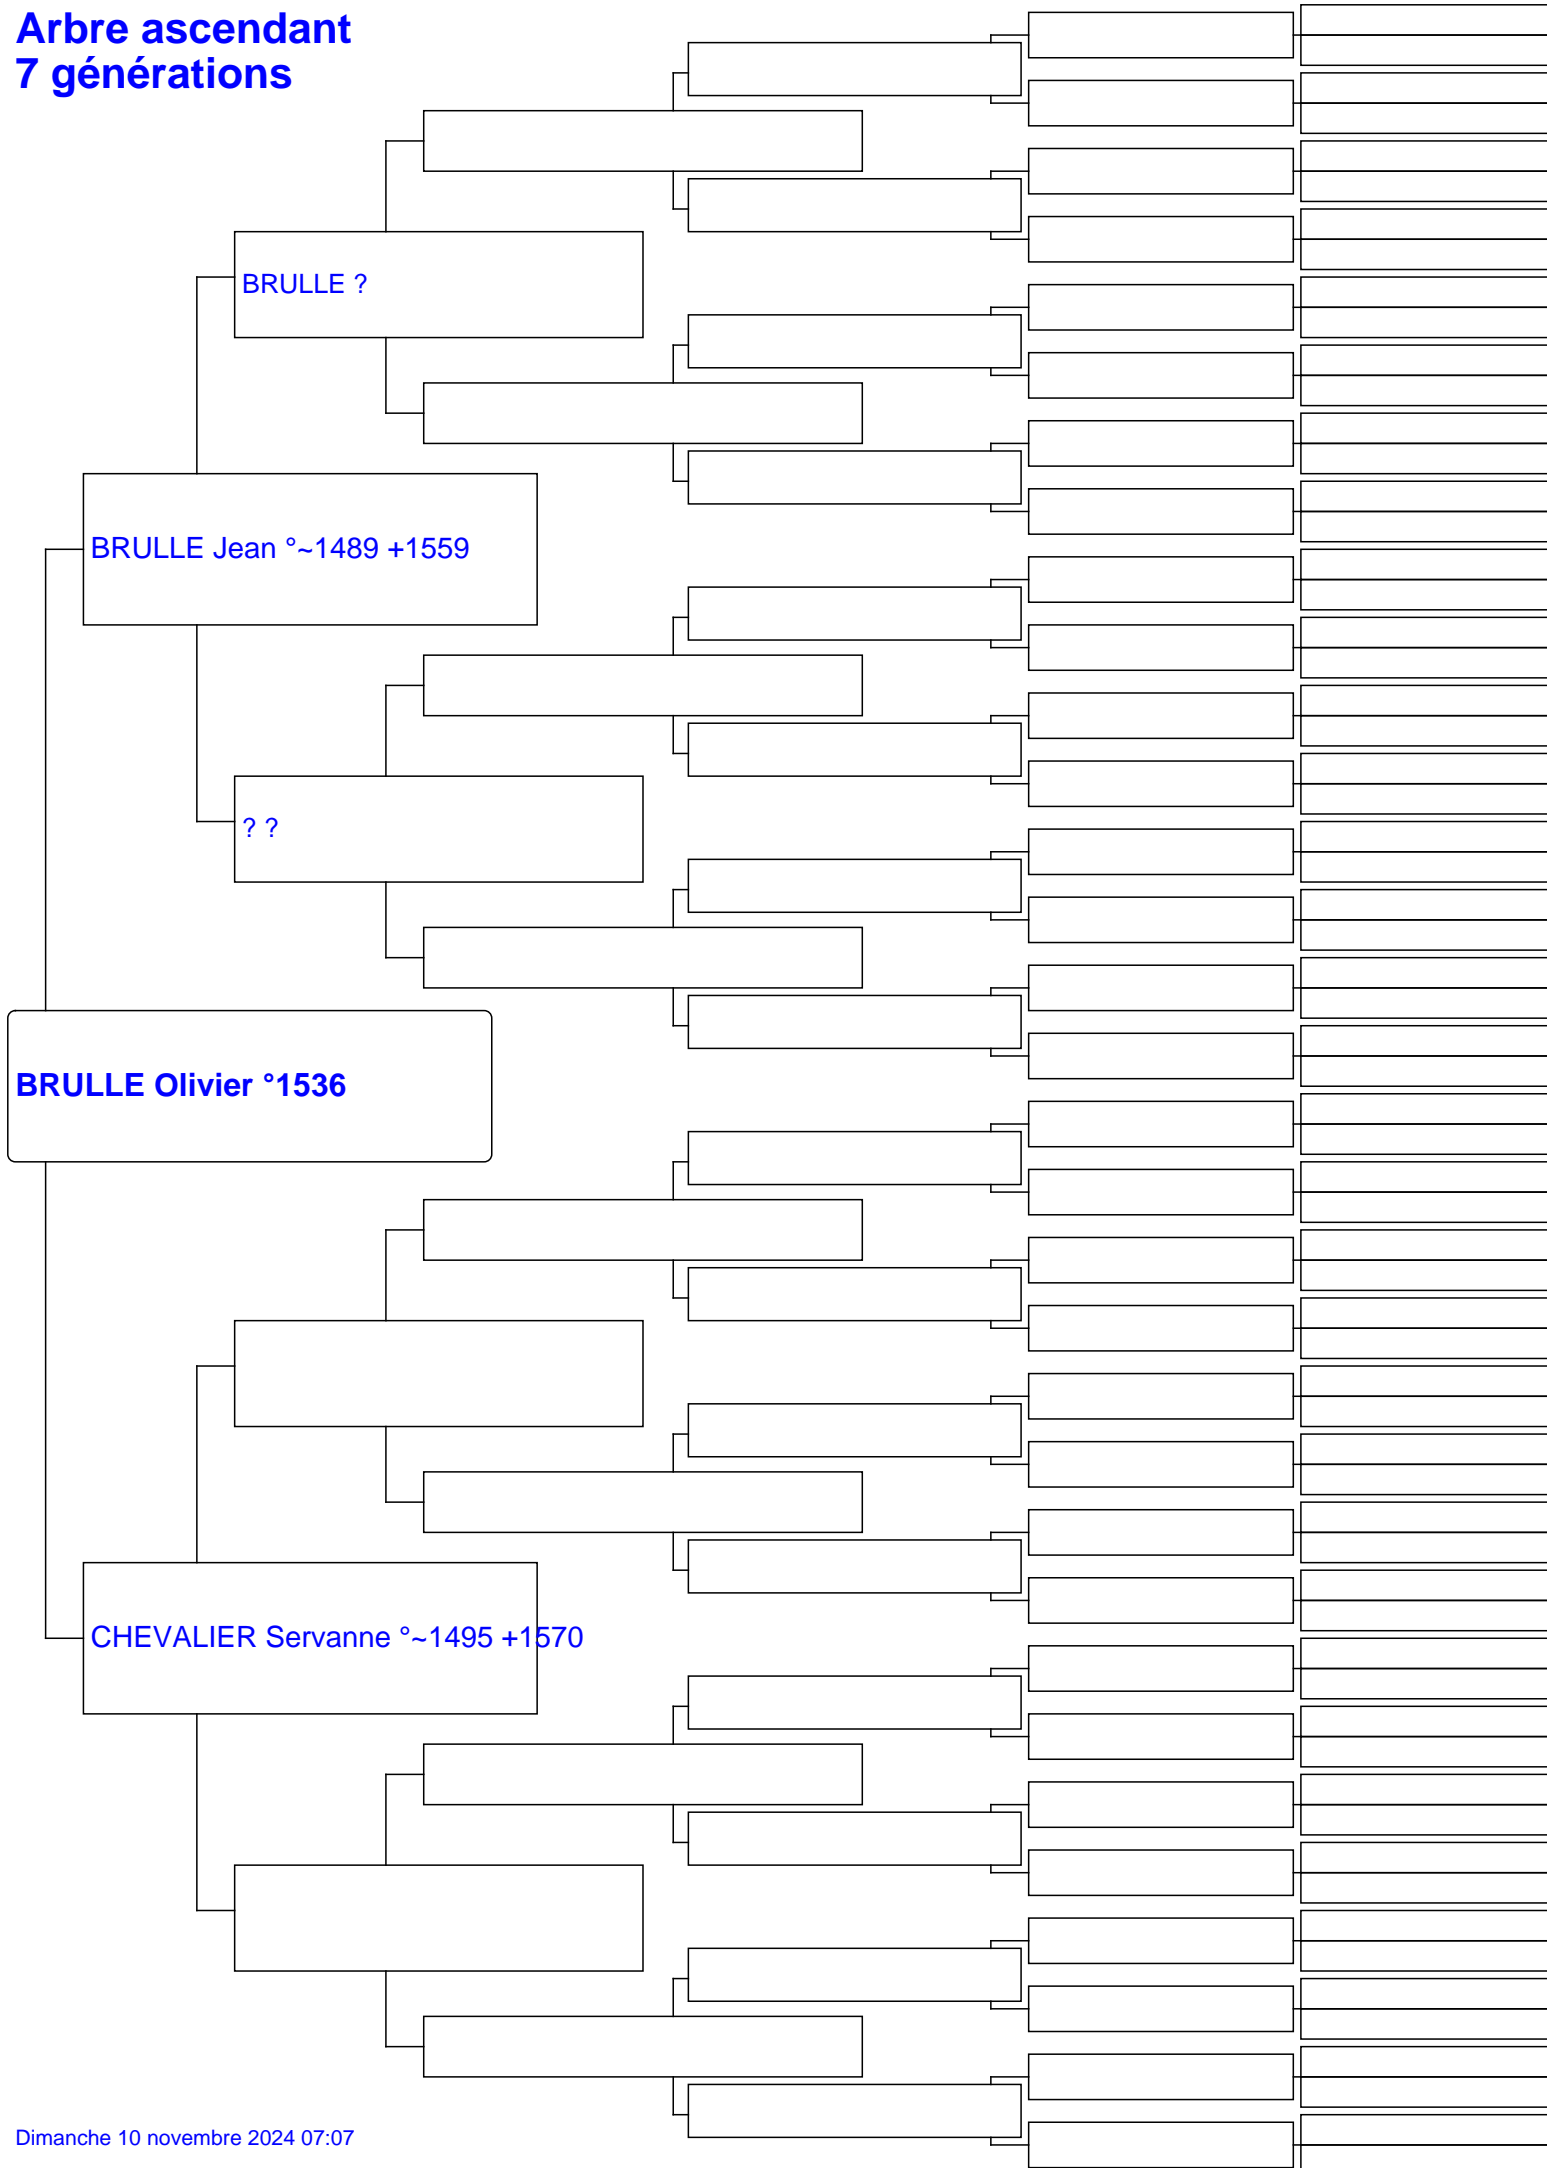 Arbre ascendant
7 générations
BRULLE ?
BRULLE Jean °~1489 +1559
? ?
BRULLE Olivier °1536
CHEVALIER Servanne °~1495 +1570
Dimanche 10 novembre 2024 07:07